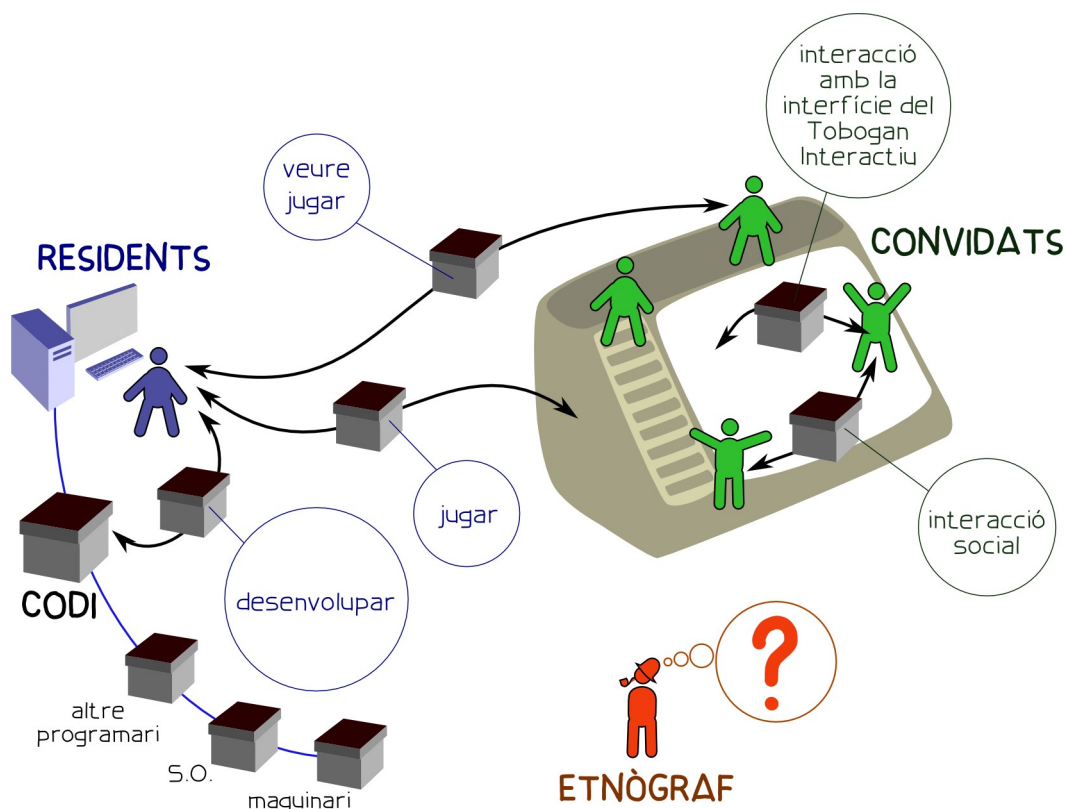 interacció
amb la
interfície del
Tobogan
Interactiu
veure
jugar
RESIDENTS
CONVIDATS
jugar
interacció
social
desenvolupar
CODI
altre
programari
S.O.
maquinari
ETNÒGRAF
?